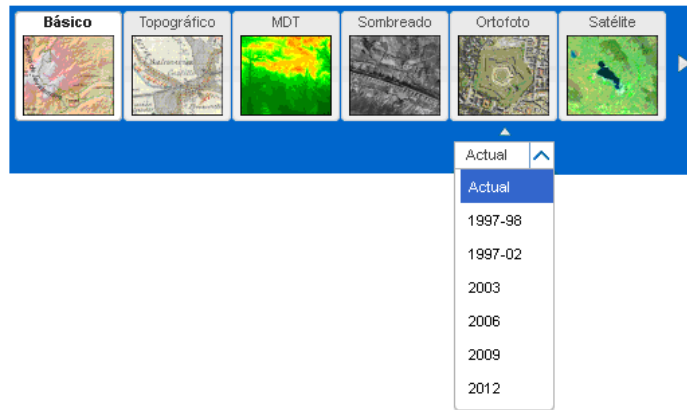 Básico Topográfico MDT Sombreado Ortofoto Satélite
Actual
Actual
1997-98
1997-02
2003
2006
2009
2012